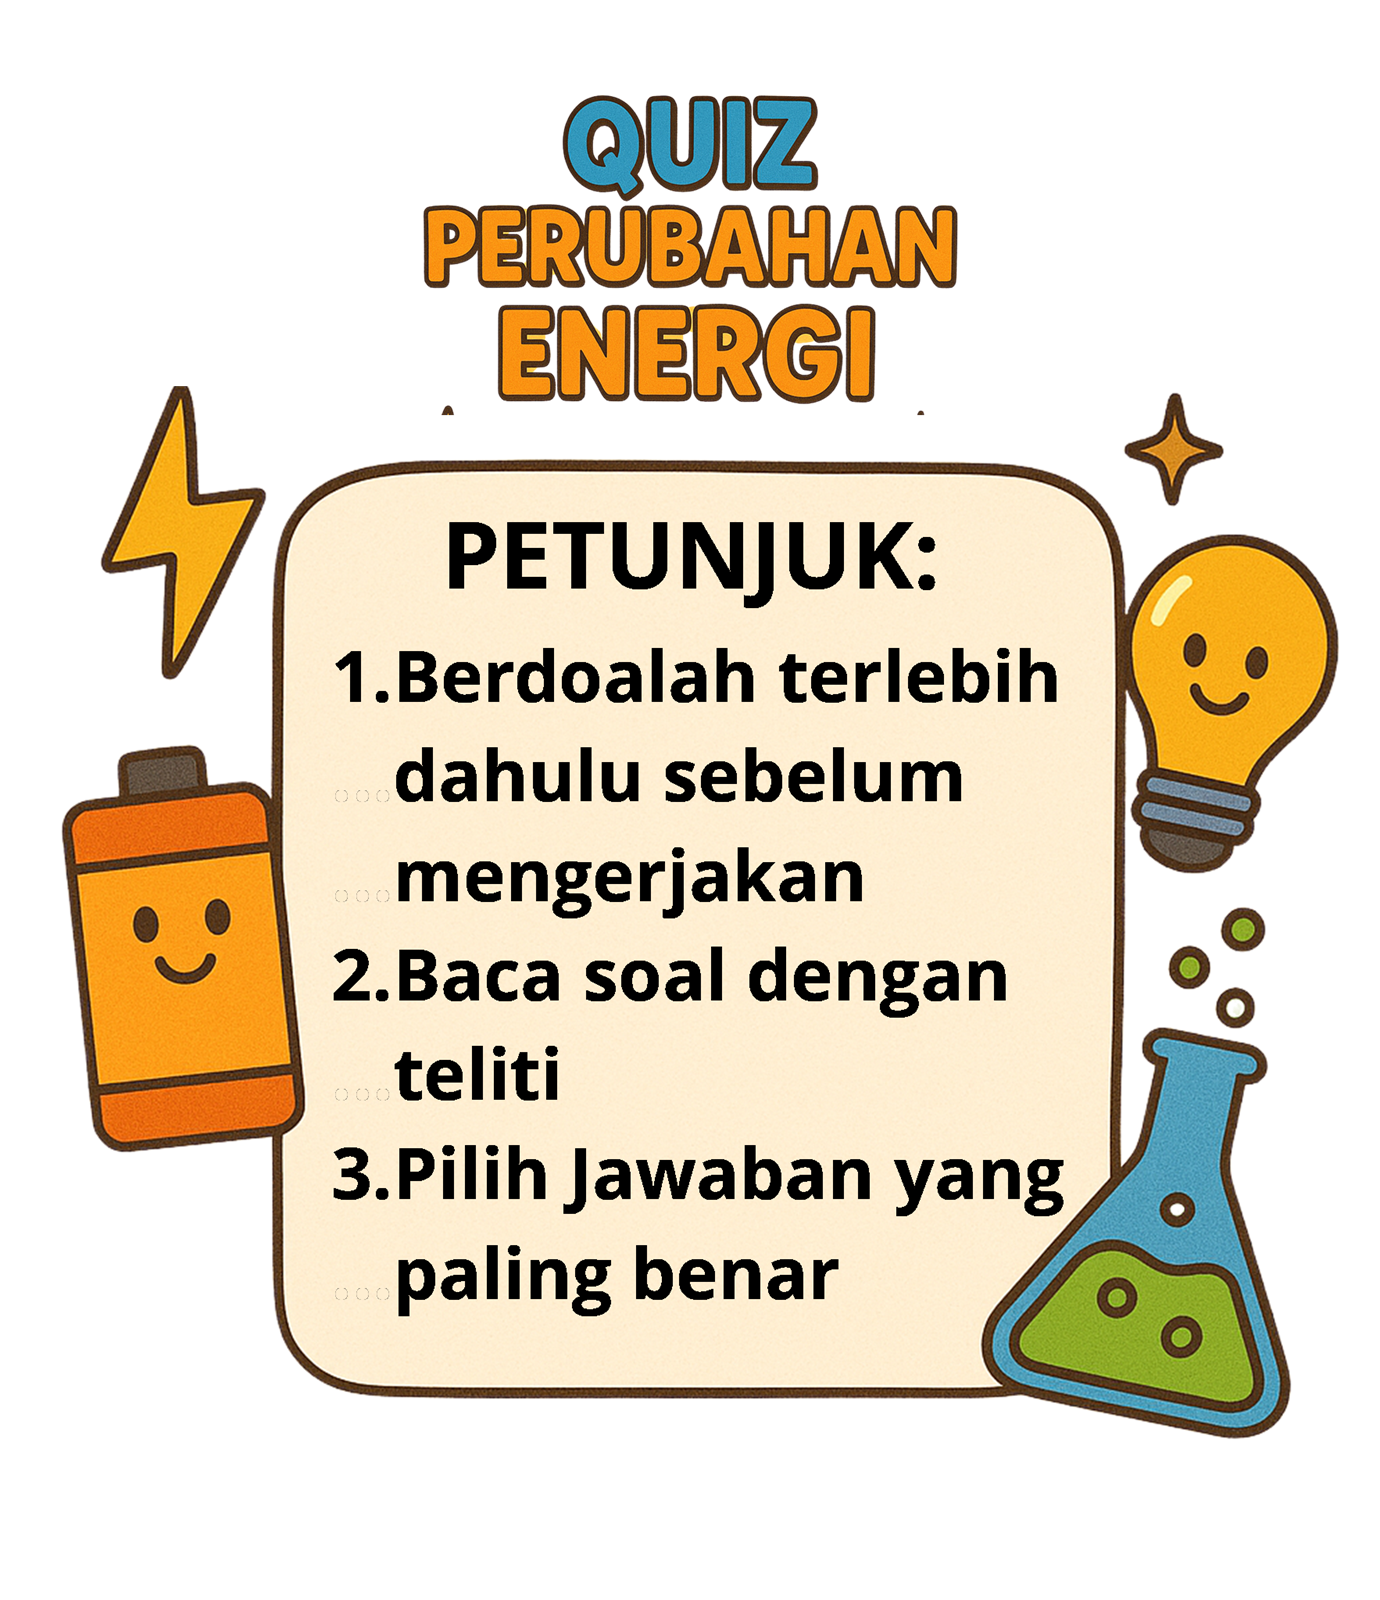 QUIZ
PERUBAHAN
ENERGI
PETUNJUK:
1.Berdoalah terlebih
dahulu sebelum
mengerjakan
2.Baca soal dengan
teliti
3.Pilih Jawaban yang
paling benar